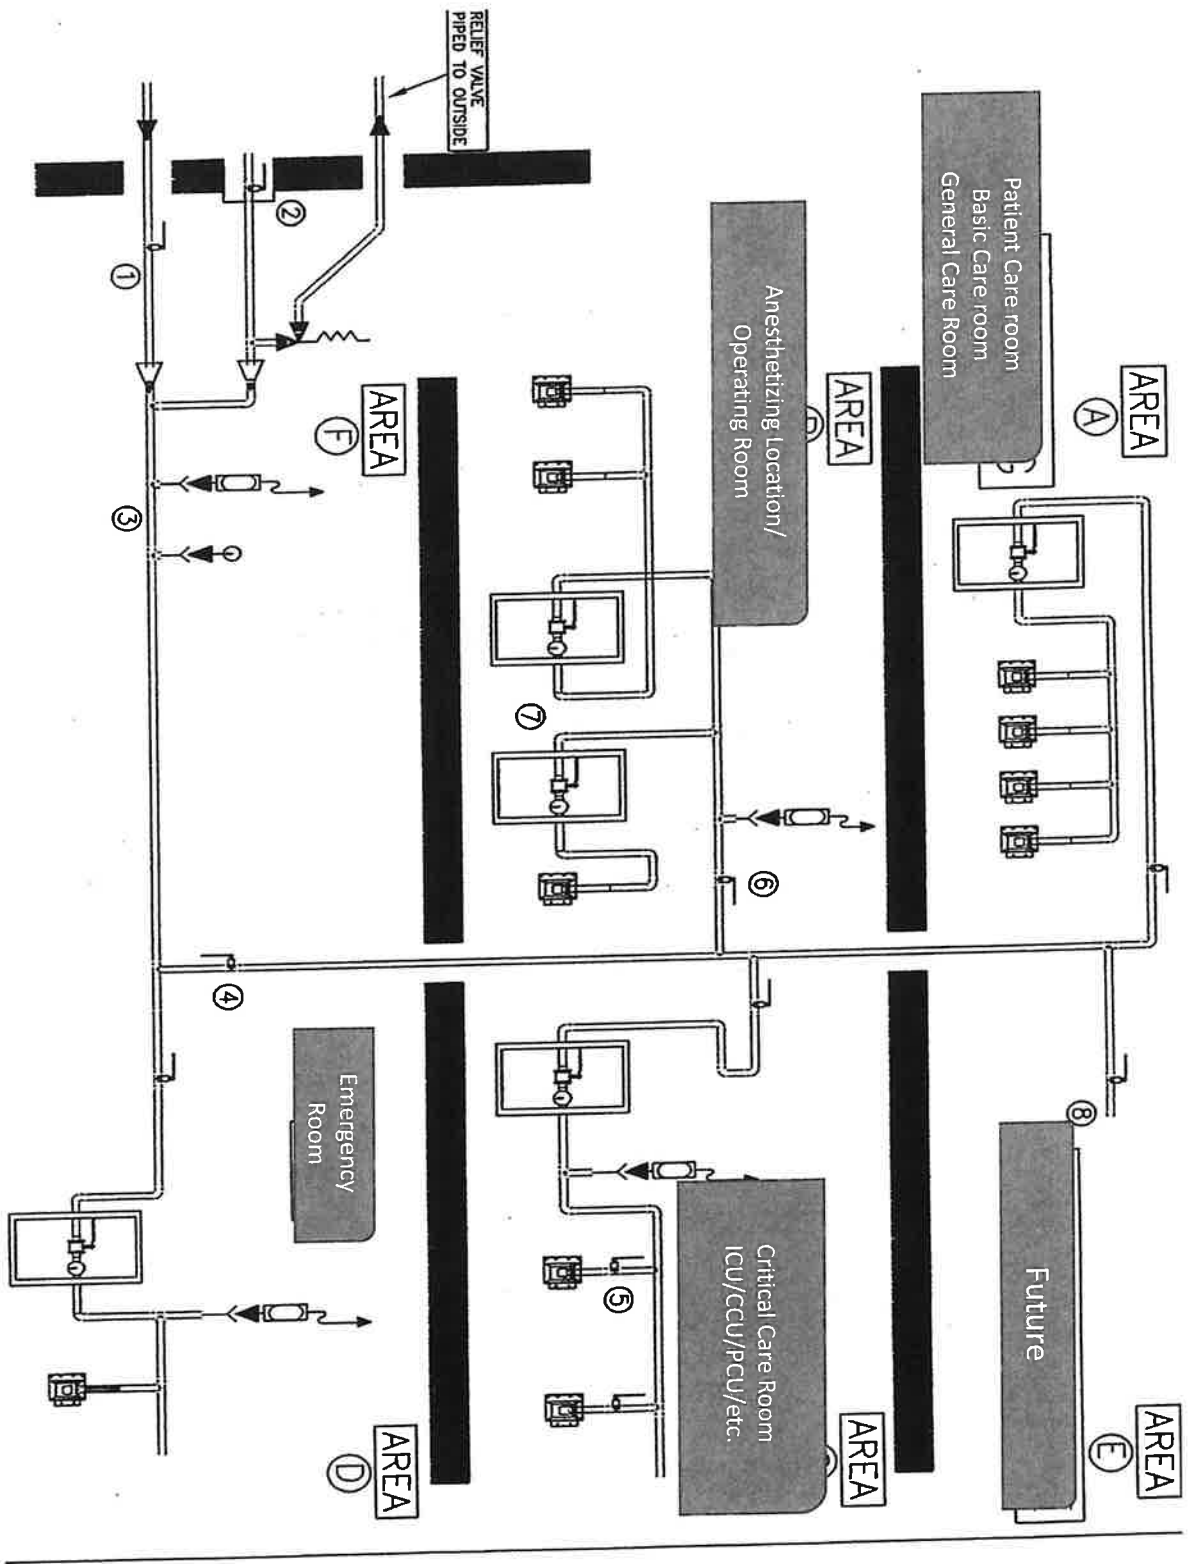 AREA
A
Patient Care room
Basic Care room
General Care Room
AREA
E
Future
8
AREA
Anesthetizing Location/
Operating Room
6
7
AREA
Critical Care Room
ICU/CCU/PCU/etc.
5
RELIEF VALVE
PIPED TO OUTSIDE
AREA
F
2
1
3
4
Emergency
Room
AREA
D